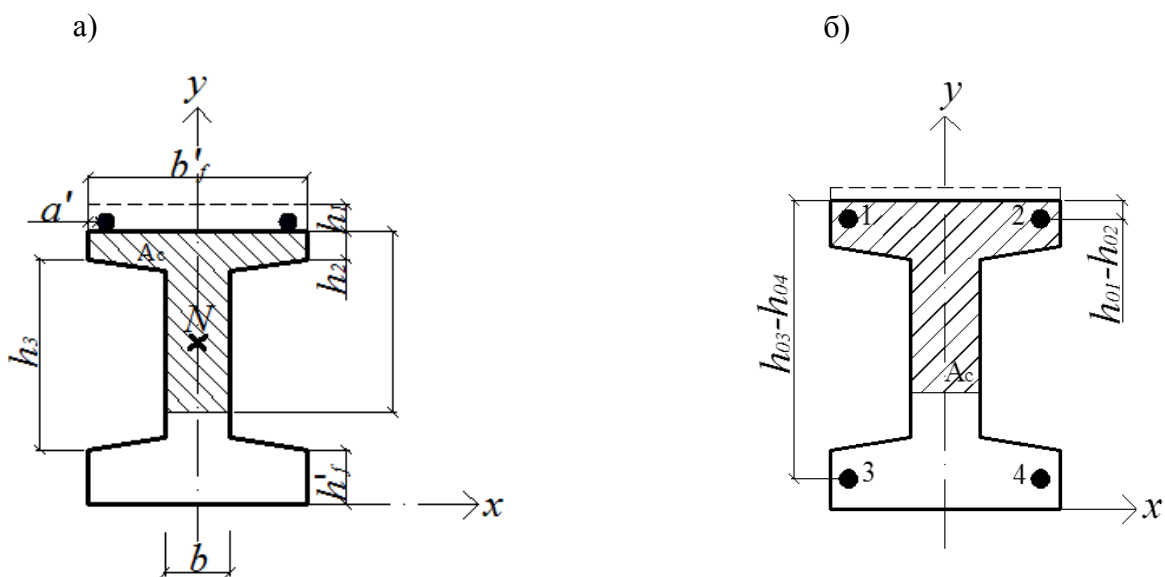 а)
б)
y
b'f
a'
h1
Ac
h2
N
h3
h'f
x
b
y
1
2
h01-h02
h03-h04
Ac
3
4
x